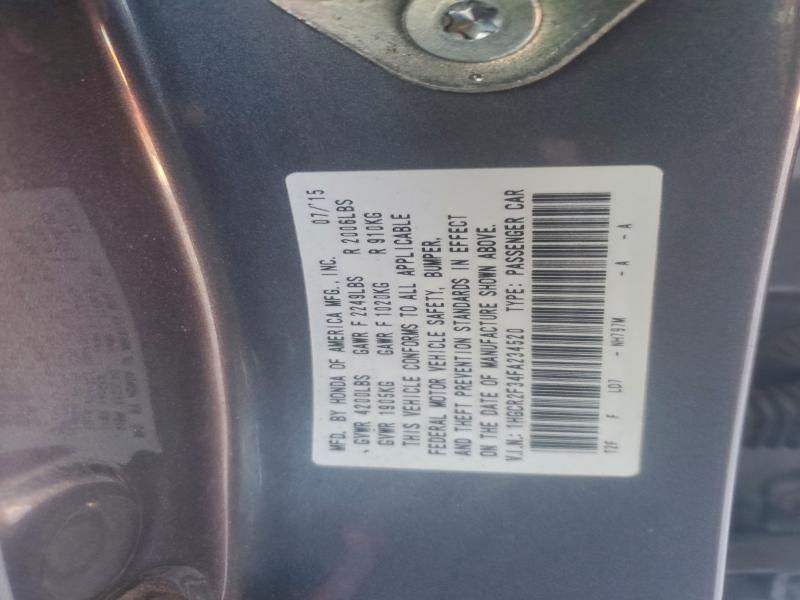 MFD. BY HONDA OF AMERICA MFG., INC. 07/'15
GVWR 4200LBS GAWR F 2249LBS R 2006LBS
GVWR 1905KG GAWR F 1020KG R 910KG
THIS VEHICLE CONFORMS TO ALL APPLICABLE
FEDERAL MOTOR VEHICLE SAFETY, BUMPER,
AND THEFT PREVENTION STANDARDS IN EFFECT
ON THE DATE OF MANUFACTURE SHOWN ABOVE.
V.I.N.: 1HGCR2F34FA234520 TYPE: PASSENGER CAR
T2F F LD7 - NH797M - A - A